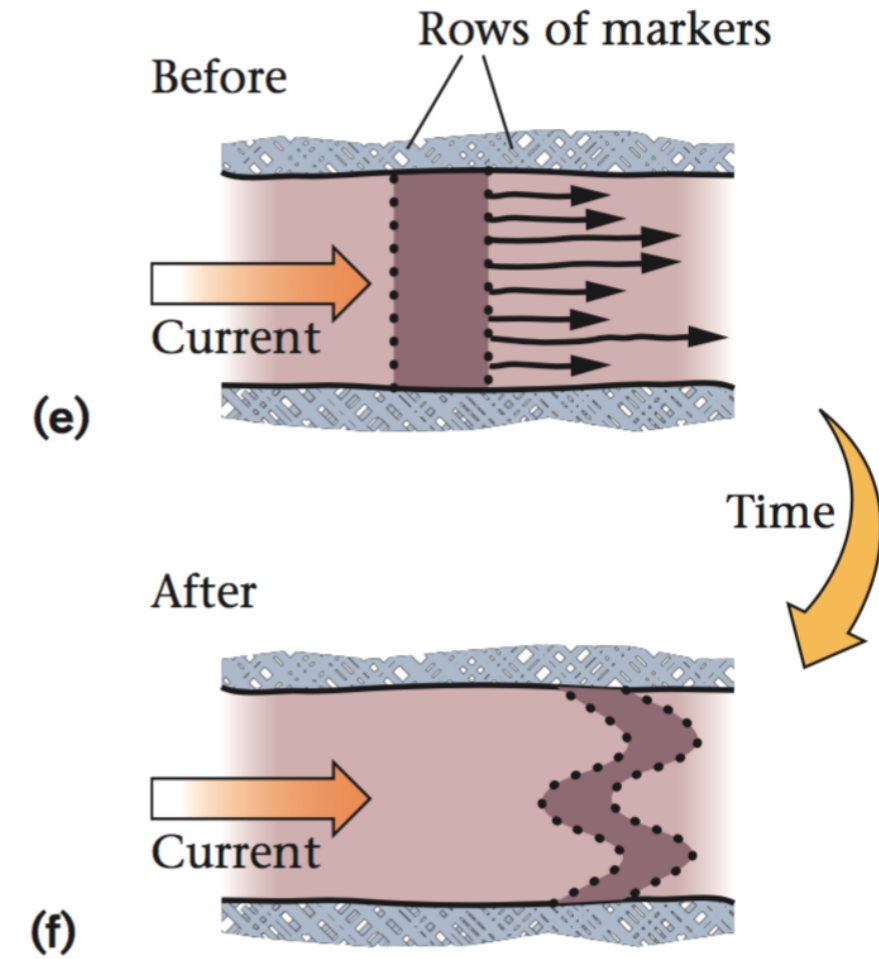 Rows of markers
Before
Current
(e)
Time
After
Current
(f)